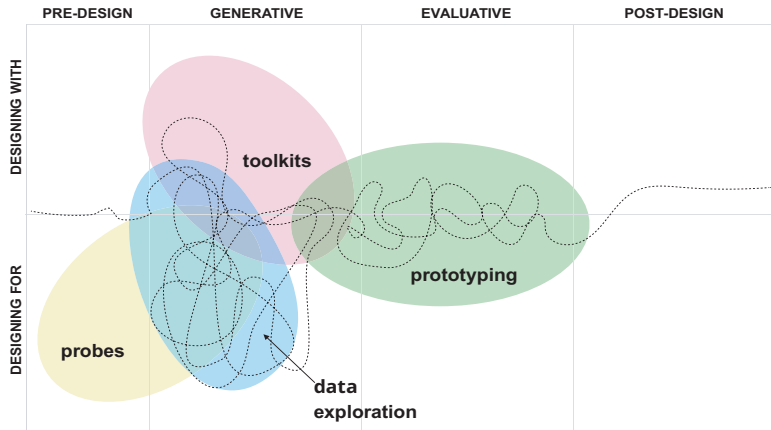 PRE-DESIGN
GENERATIVE
EVALUATIVE
POST-DESIGN
DESIGNING WITH
toolkits
DESIGNING FOR
prototyping
probes
data
exploration